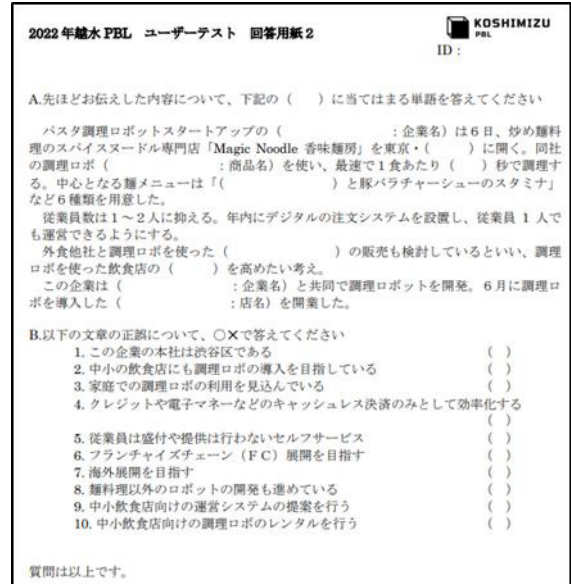 2022年越水PBL ユーザーテスト 回答用紙2
KOSHIMIZU
PBL
ID:
A.先ほどお伝えした内容について、下記の( )に当てはまる単語を答えてください
パスタ調理ロボットスタートアップの( :企業名)は6日、炒め麺料
理のスパイスヌードル専門店「Magic Noodle 香味麺房」を東京・( )に開く。同社
の調理ロボ( :商品名)を使い、最速で1食あたり( )秒で調理す
る。中心となる麺メニューは「( )と豚バラチャーシューのスタミナ」
など6種類を用意した。
従業員数は1～2人に抑える。年内にデジタルの注文システムを設置し、従業員 1 人で
も運営できるようにする。
外食他社と調理ロボを使った( )の販売も検討しているといい、調理
ロボを使った飲食店の( )を高めたい考え。
この企業は( :企業名)と共同で調理ロボットを開発。6月に調理ロ
ボを導入した( :店名)を開業した。
B.以下の文章の正誤について、○✕で答えてください
1. この企業の本社は渋谷区である ( )
2. 中小の飲食店にも調理ロボの導入を目指している ( )
3. 家庭での調理ロボの利用を見込んでいる ( )
4. クレジットや電子マネーなどのキャッシュレス決済のみとして効率化する
( )
5. 従業員は盛付や提供は行わないセルフサービス ( )
6. フランチャイズチェーン(FC)展開を目指す ( )
7. 海外展開を目指す ( )
8. 麺料理以外のロボットの開発も進めている ( )
9. 中小飲食店向けの運営システムの提案を行う ( )
10. 中小飲食店向けの調理ロボのレンタルを行う ( )
質問は以上です。